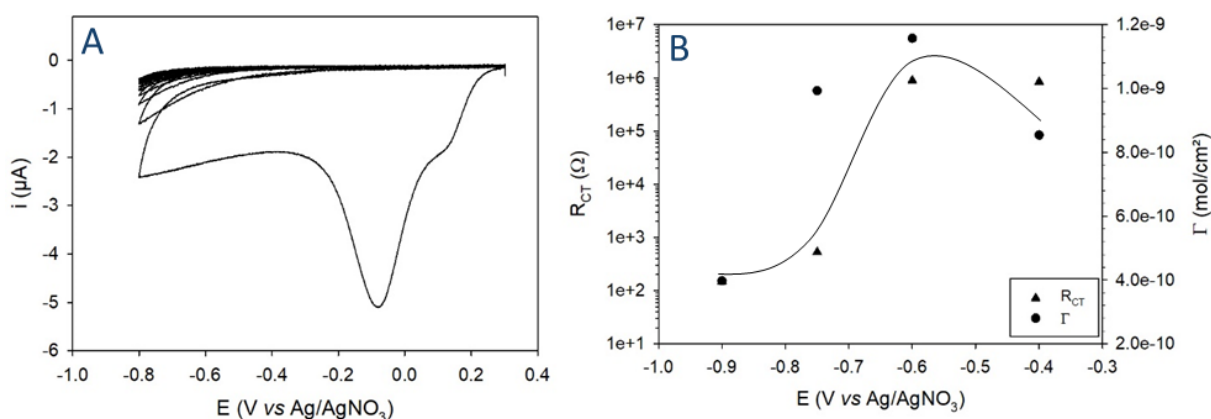 A
0
-1
-2
-3
-4
-5
-6
i (µA)
-1.0 -0.8 -0.6 -0.4 -0.2 0.0 0.2 0.4
E (V vs Ag/AgNO₃)
B
1e+7
1e+6
1e+5
1e+4
1e+3
1e+2
1e+1
R_CT (Ω)
1.2e-9
1.0e-9
8.0e-10
6.0e-10
4.0e-10
2.0e-10
Γ (mol/cm²)
R_CT
Γ
-1.0 -0.9 -0.8 -0.7 -0.6 -0.5 -0.4 -0.3
E (V vs Ag/AgNO₃)